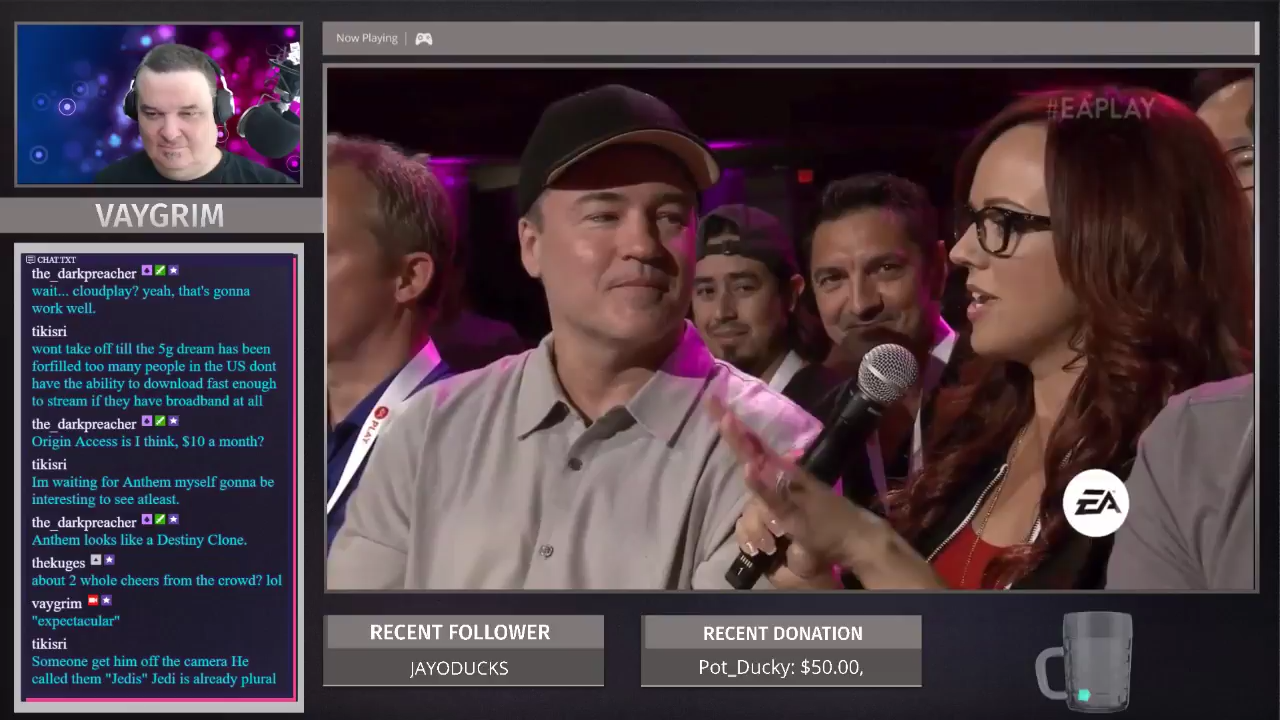 Now Playing
#EAPLAY
VAYGRIM
CHAT.TXT
the_darkpreacher
wait... cloudplay? yeah, that's gonna
work well.
tikisri
wont take off till the 5g dream has been
forfilled too many people in the US dont
have the ability to download fast enough
to stream if they have broadband at all
the_darkpreacher
Origin Access is I think, $10 a month?
tikisri
Im waiting for Anthem myself gonna be
interesting to see atleast.
the_darkpreacher
Anthem looks like a Destiny Clone.
thekuges
about 2 whole cheers from the crowd? lol
vaygrim
"expectacular"
tikisri
Someone get him off the camera He
called them "Jedis" Jedi is already plural
PLAY
EA
1
RECENT FOLLOWER
JAYODUCKS
RECENT DONATION
Pot_Ducky: $50.00,